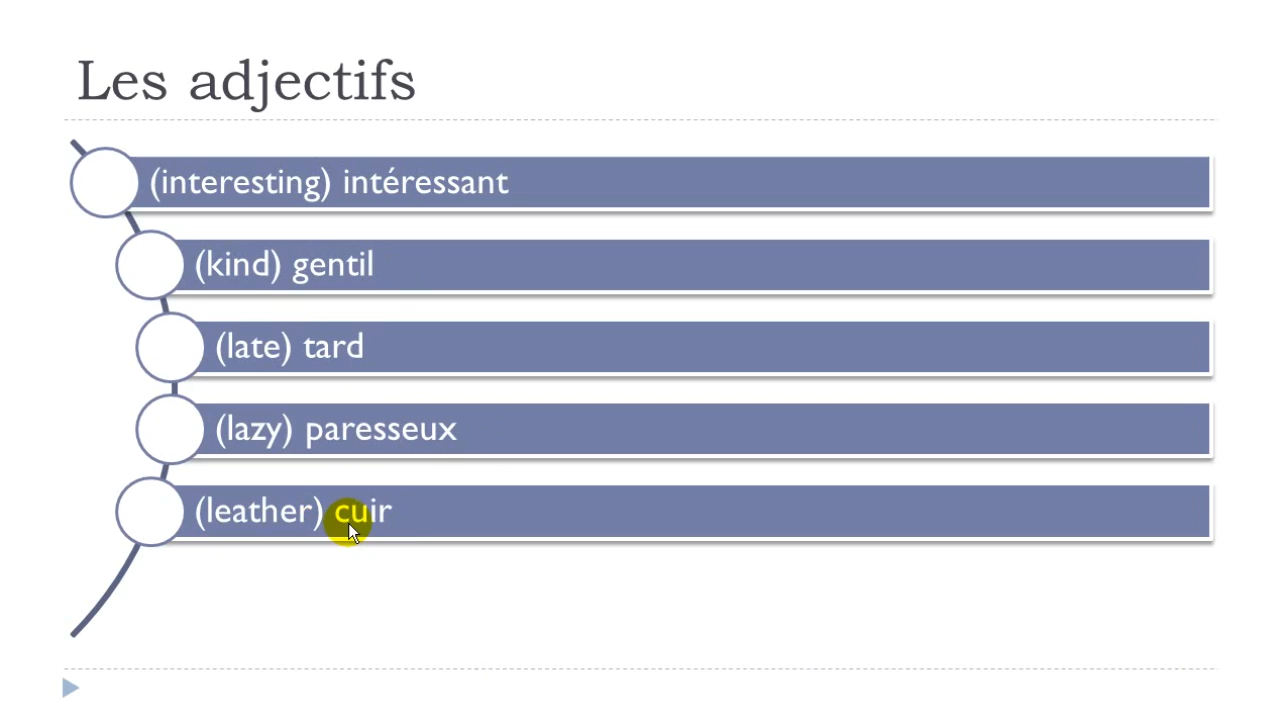 Les adjectifs
(interesting) intéressant
(kind) gentil
(late) tard
(lazy) paresseux
(leather) cuir